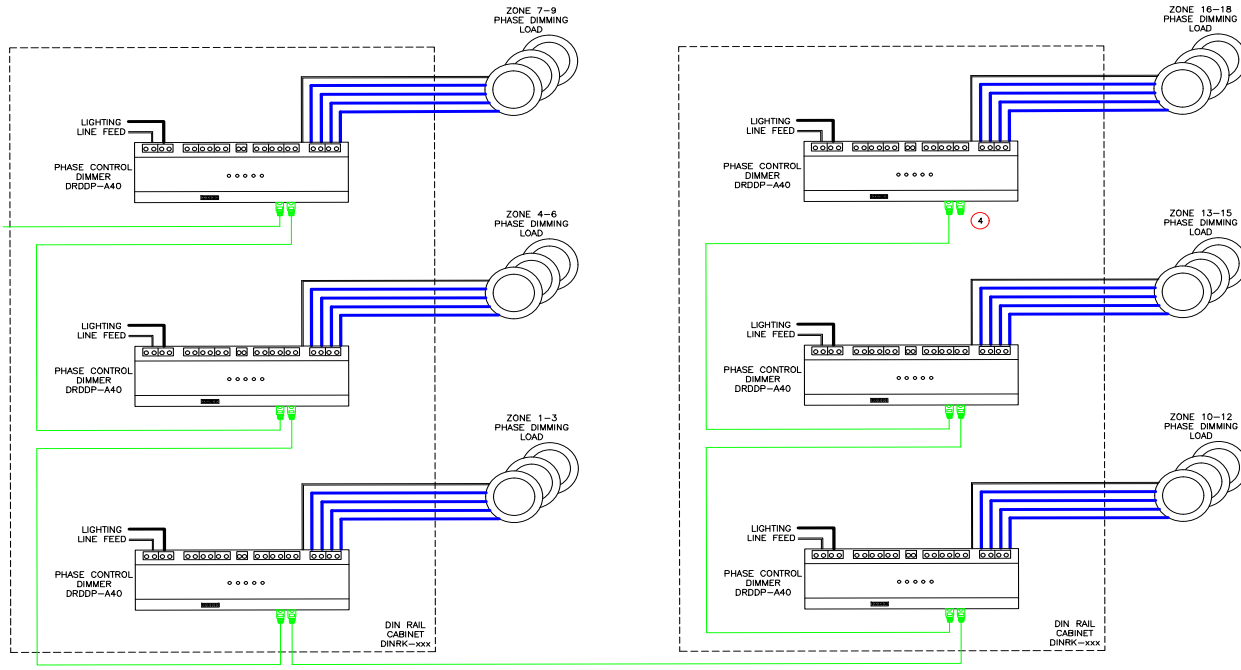 ZONE 7-9
PHASE DIMMING
LOAD
LIGHTING
LINE FEED
PHASE CONTROL
DIMMER
DRDDP-A40
ZONE 4-6
PHASE DIMMING
LOAD
LIGHTING
LINE FEED
PHASE CONTROL
DIMMER
DRDDP-A40
ZONE 1-3
PHASE DIMMING
LOAD
LIGHTING
LINE FEED
PHASE CONTROL
DIMMER
DRDDP-A40
DIN RAIL
CABINET
DINRK-xxx
ZONE 16-18
PHASE DIMMING
LOAD
LIGHTING
LINE FEED
PHASE CONTROL
DIMMER
DRDDP-A40
4
ZONE 13-15
PHASE DIMMING
LOAD
LIGHTING
LINE FEED
PHASE CONTROL
DIMMER
DRDDP-A40
ZONE 10-12
PHASE DIMMING
LOAD
LIGHTING
LINE FEED
PHASE CONTROL
DIMMER
DRDDP-A40
DIN RAIL
CABINET
DINRK-xxx